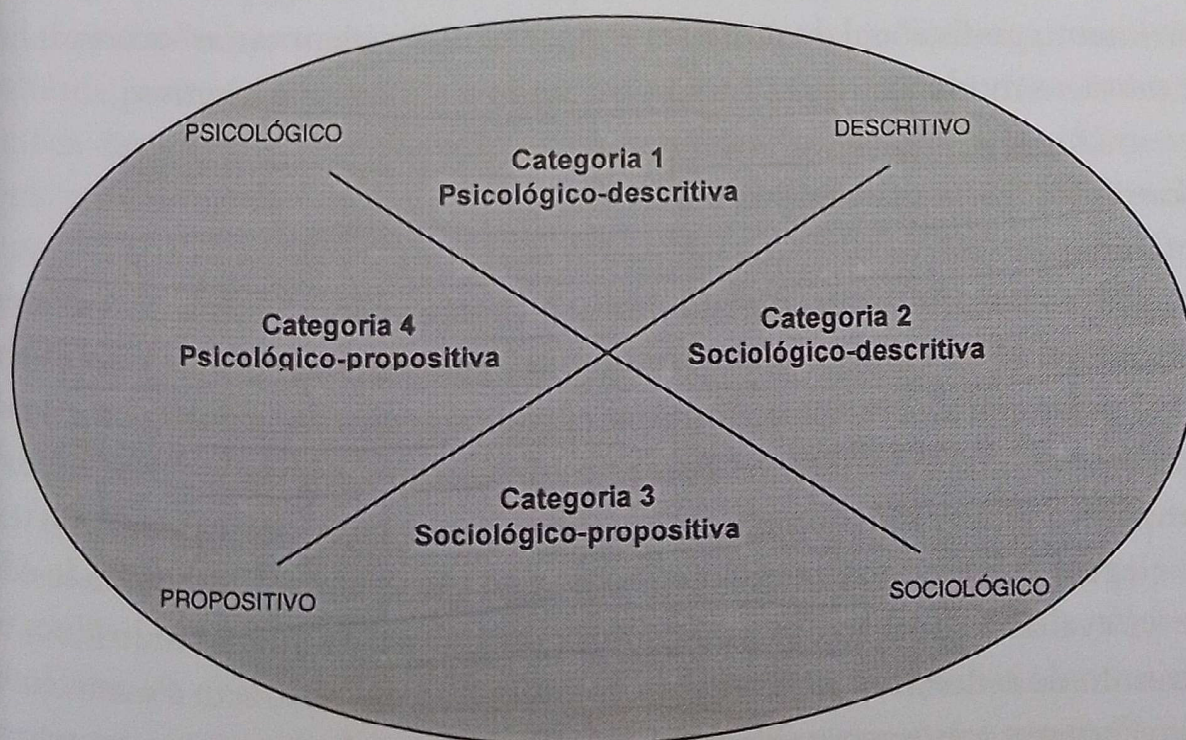 PSICOLÓGICO
DESCRITIVO
Categoria 1
Psicológico-descritiva
Categoria 4
Psicológico-propositiva
Categoria 2
Sociológico-descritiva
Categoria 3
Sociológico-propositiva
PROPOSITIVO
SOCIOLÓGICO